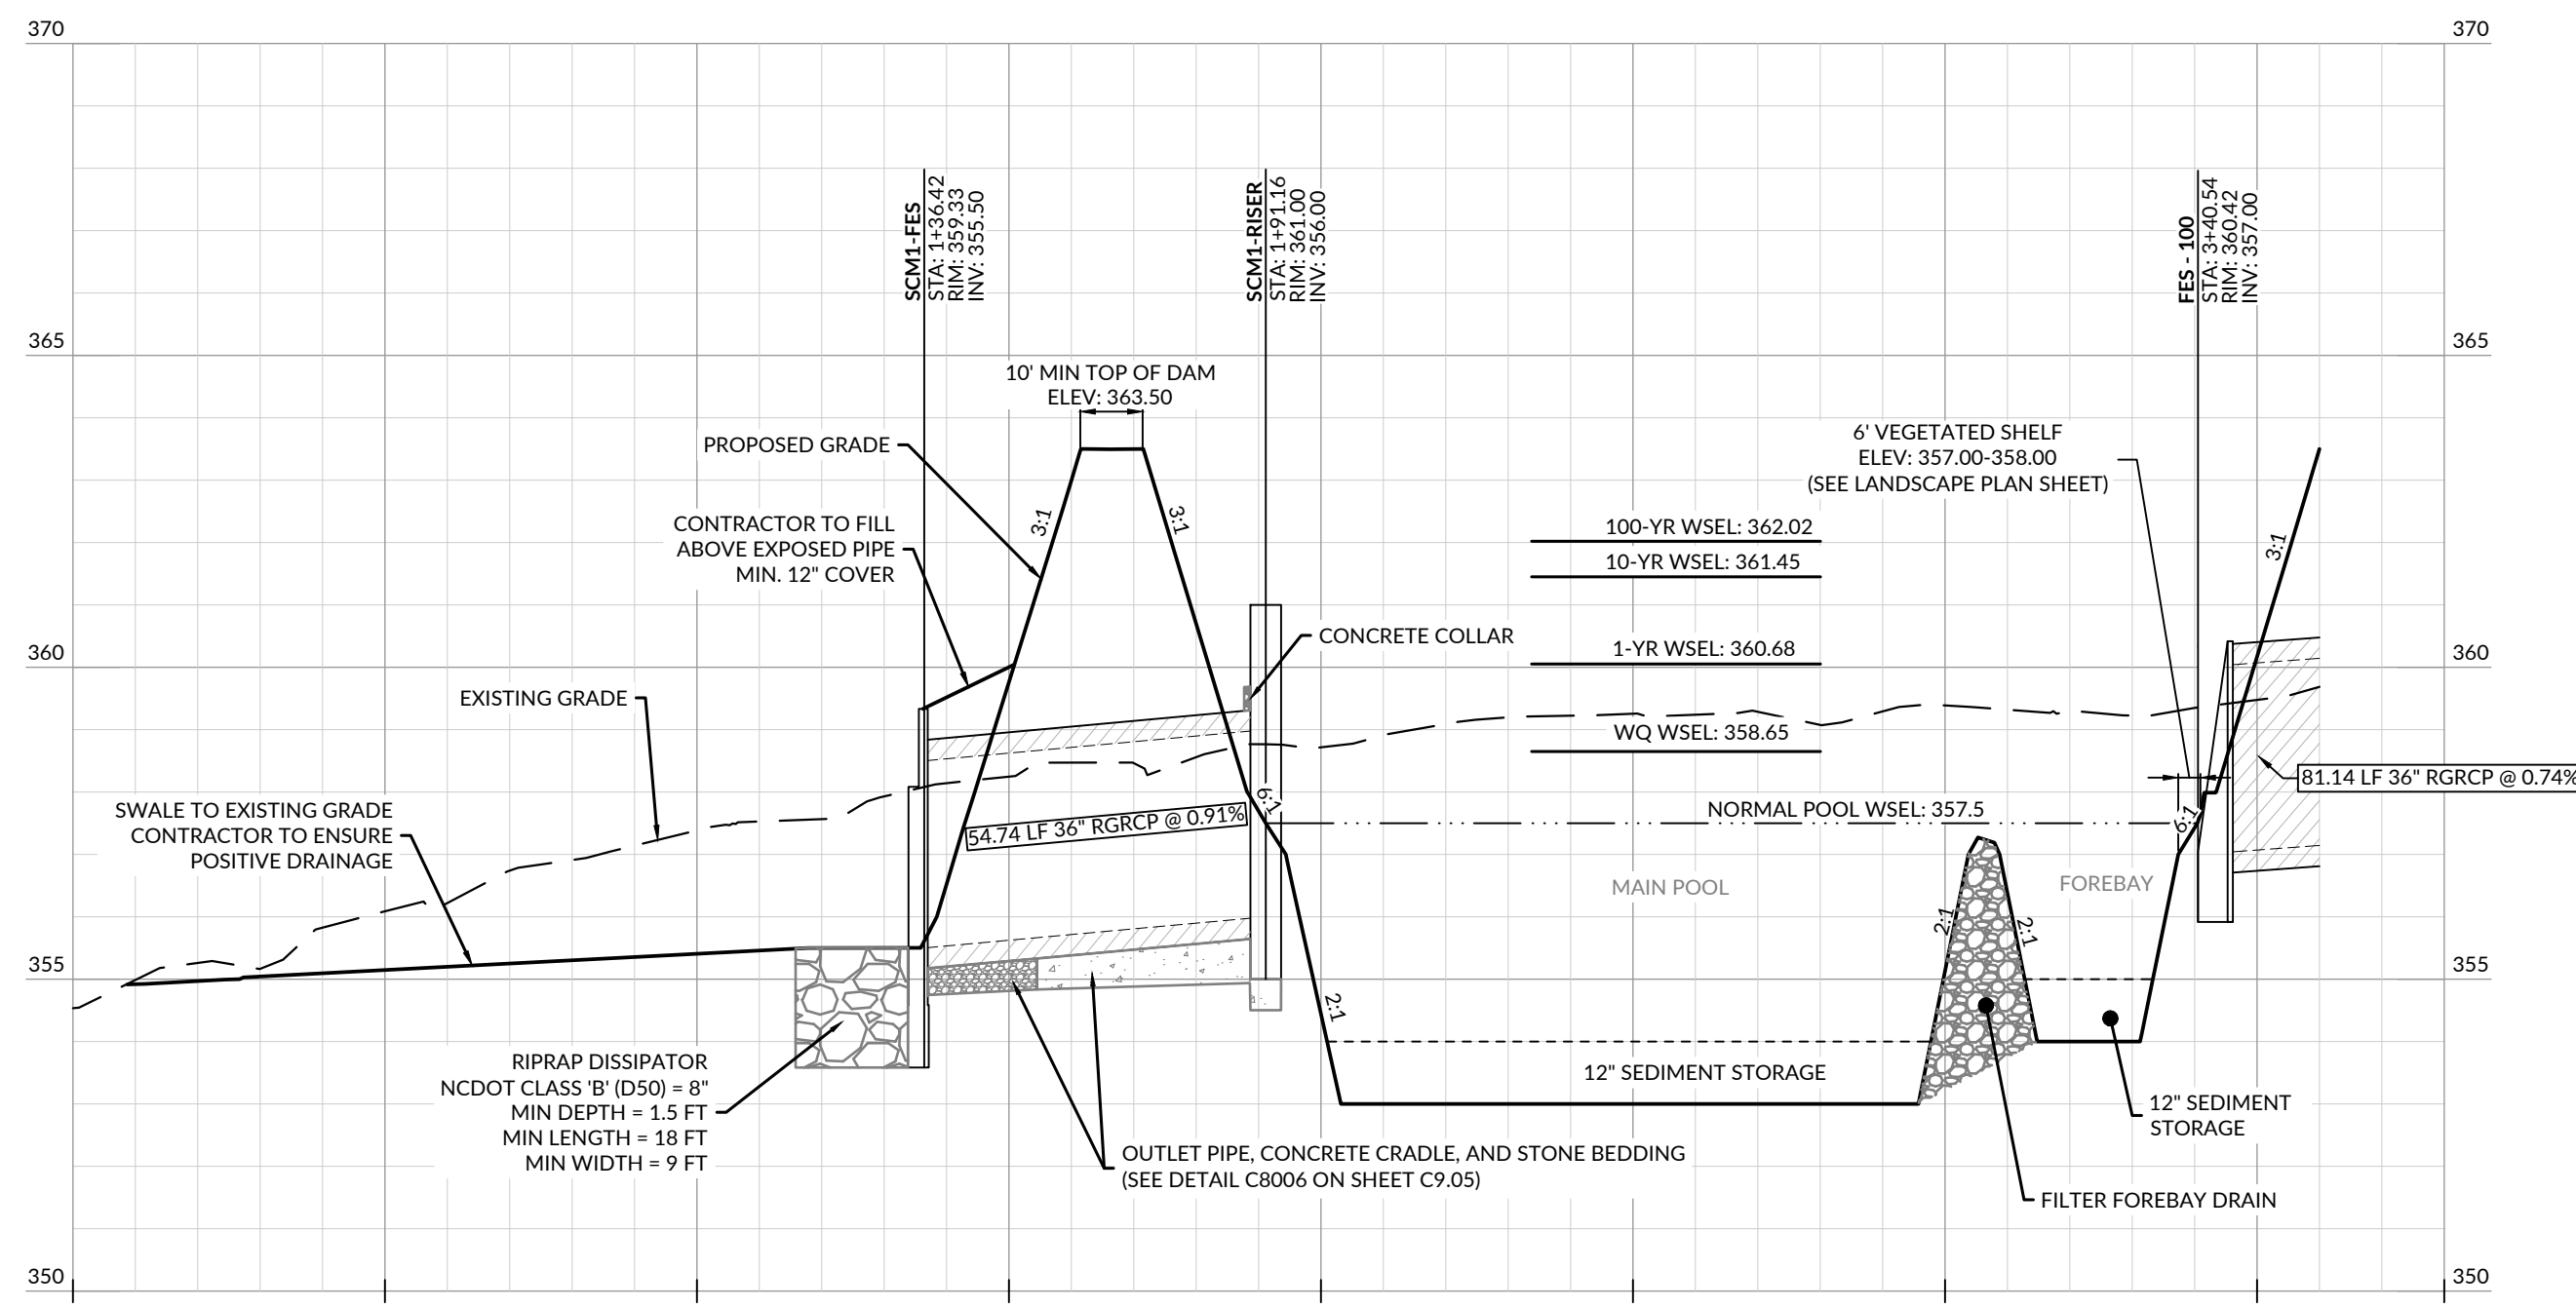 370
370
SCM1-FES
STA: 1+36.42
RIM: 359.33
INV: 355.50
SCM1-RISER
STA: 1+91.16
RIM: 361.00
INV: 356.00
FES - 100
STA: 3+40.54
RIM: 360.42
INV: 357.00
365
365
10' MIN TOP OF DAM
ELEV: 363.50
PROPOSED GRADE
6' VEGETATED SHELF
ELEV: 357.00-358.00
(SEE LANDSCAPE PLAN SHEET)
CONTRACTOR TO FILL
ABOVE EXPOSED PIPE
MIN. 12" COVER
3:1
3:1
100-YR WSEL: 362.02
10-YR WSEL: 361.45
3:1
CONCRETE COLLAR
1-YR WSEL: 360.68
360
360
EXISTING GRADE
WQ WSEL: 358.65
81.14 LF 36" RGRCP @ 0.74%
SWALE TO EXISTING GRADE
CONTRACTOR TO ENSURE
POSITIVE DRAINAGE
54.74 LF 36" RGRCP @ 0.91%
6:1
NORMAL POOL WSEL: 357.5
6:1
MAIN POOL
FOREBAY
2:1
2:1
355
355
2:1
RIPRAP DISSIPATOR
NCDOT CLASS 'B' (D50) = 8"
MIN DEPTH = 1.5 FT
MIN LENGTH = 18 FT
MIN WIDTH = 9 FT
12" SEDIMENT STORAGE
12" SEDIMENT
STORAGE
OUTLET PIPE, CONCRETE CRADLE, AND STONE BEDDING
(SEE DETAIL C8006 ON SHEET C9.05)
FILTER FOREBAY DRAIN
350
350